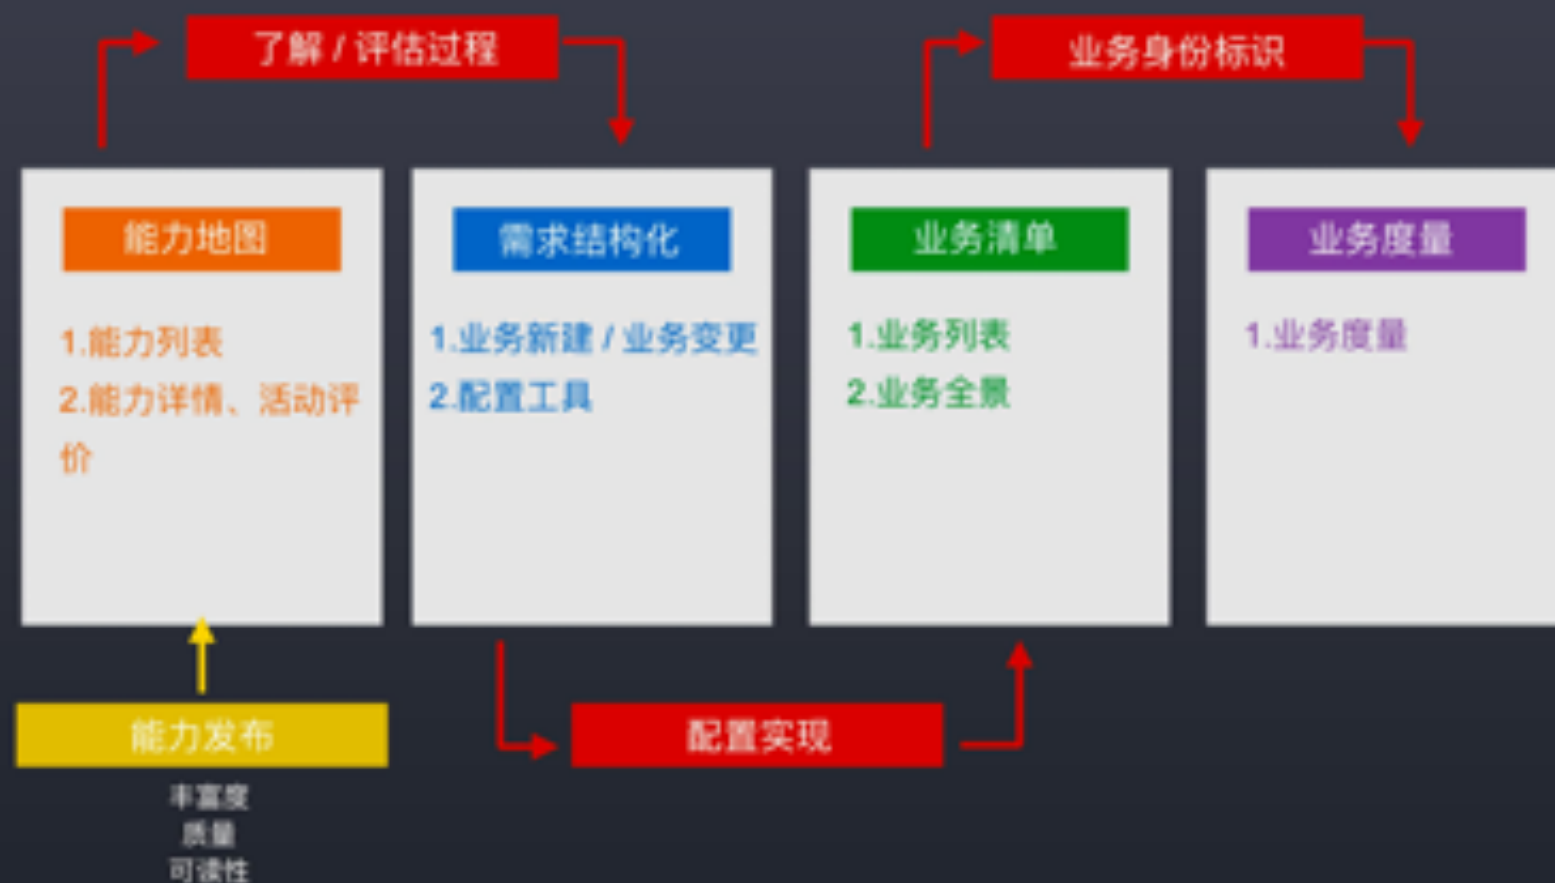 了解 / 评估过程
业务身份标识
能力地图
1.能力列表
2.能力详情、活动评
价
需求结构化
1.业务新建 / 业务变更
2.配置工具
业务清单
1.业务列表
2.业务全景
业务度量
1.业务度量
能力发布
丰富度
质量
可读性
配置实现